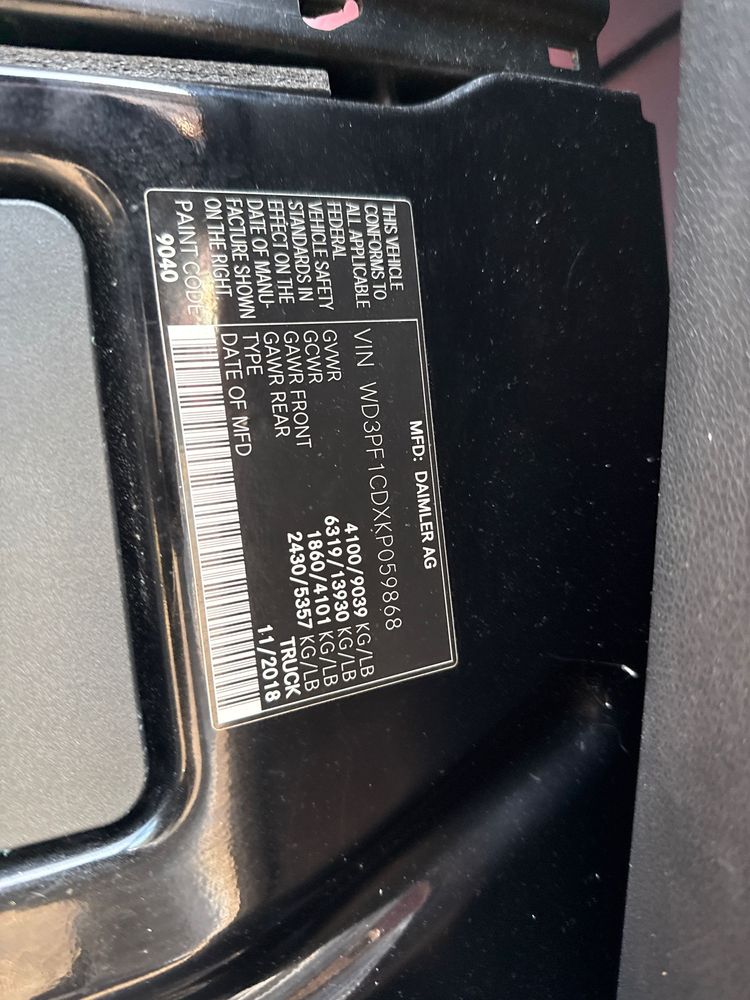 MFD: DAIMLER AG
THIS VEHICLE
CONFORMS TO
ALL APPLICABLE
FEDERAL
VEHICLE SAFETY
STANDARDS IN
EFFECT ON THE
DATE OF MANU-
FACTURE SHOWN
ON THE RIGHT
PAINT CODE
9040
VIN WD3PF1CDXKP059868
GVWR 4100/9039 KG/LB
GCWR 6319/13930 KG/LB
GAWR FRONT 1860/4101 KG/LB
GAWR REAR 2430/5357 KG/LB
TYPE TRUCK
DATE OF MFD 11/2018